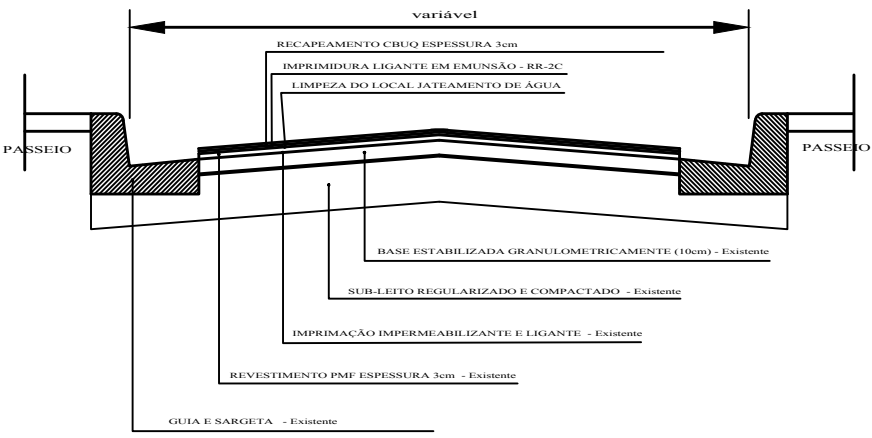 variável
RECAPEAMENTO CBUQ ESPESSURA 3cm
IMPRIMIDURA LIGANTE EM EMUNSÃO - RR-2C
LIMPEZA DO LOCAL JATEAMENTO DE ÁGUA
PASSEIO
PASSEIO
BASE ESTABILIZADA GRANULOMETRICAMENTE (10cm) - Existente
SUB-LEITO REGULARIZADO E COMPACTADO - Existente
IMPRIMAÇÃO IMPERMEABILIZANTE E LIGANTE - Existente
REVESTIMENTO PMF ESPESSURA 3cm - Existente
GUIA E SARGETA - Existente